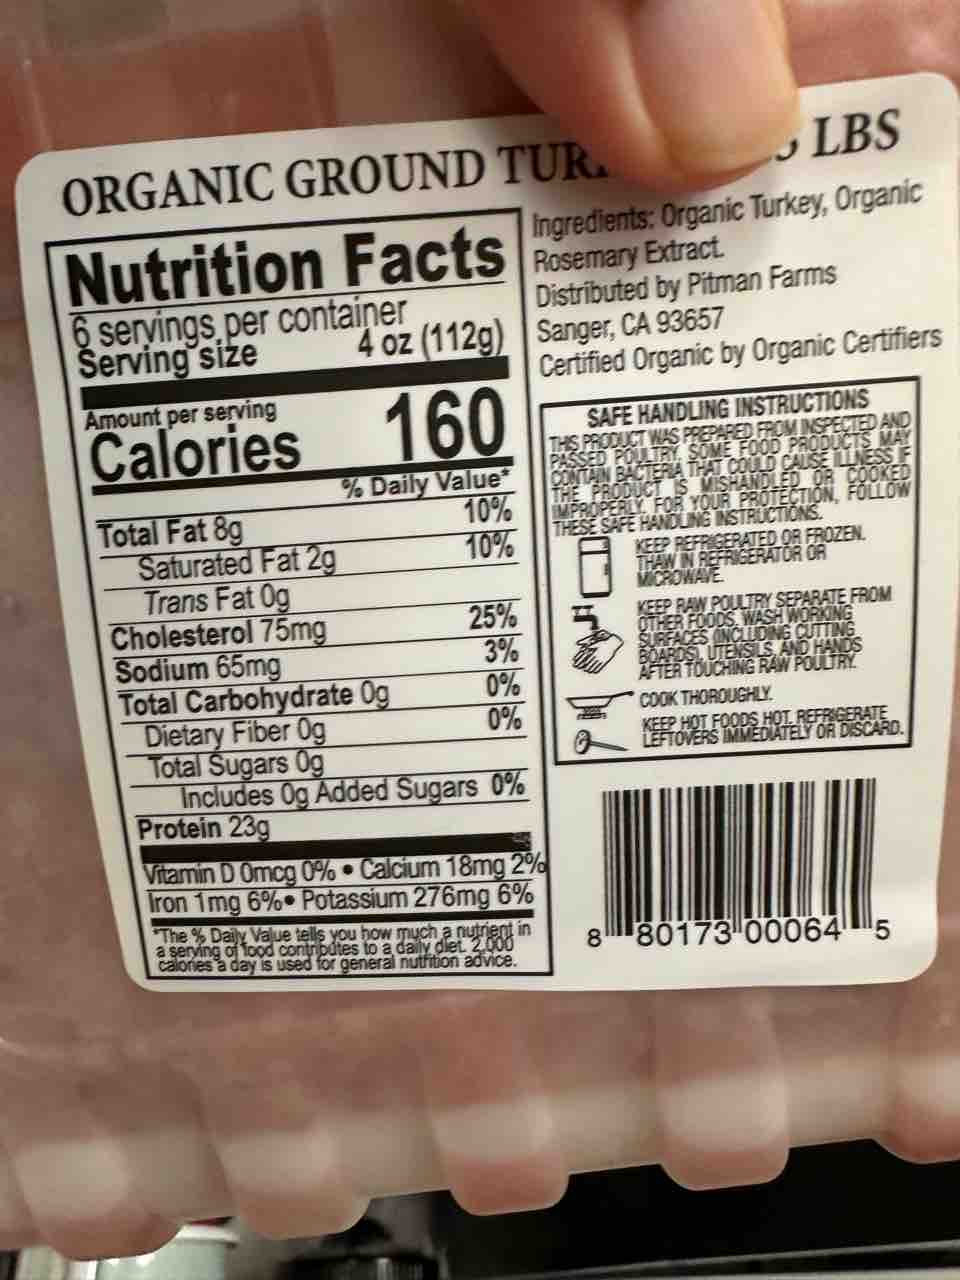 ORGANIC GROUND LBS
Nutrition Facts
6 servings per container
Serving size 4 oz (112g)
Amount per serving
Calories 160
% Daily Value*
Total Fat 8g 10%
Saturated Fat 2g 10%
Trans Fat 0g
Cholesterol 75mg 25%
Sodium 65mg 3%
Total Carbohydrate 0g 0%
Dietary Fiber 0g 0%
Total Sugars 0g
Includes 0g Added Sugars 0%
Protein 23g
Vitamin D 0mcg 0% • Calcium 18mg 2%
Iron 1mg 6% • Potassium 276mg 6%
*The % Daily Value tells you how much a nutrient in
a serving of food contributes to a daily diet. 2,000
calories a day is used for general nutrition advice.
Ingredients: Organic Turkey, Organic
Rosemary Extract.
Distributed by Pitman Farms
Sanger, CA 93657
Certified Organic by Organic Certifiers
SAFE HANDLING INSTRUCTIONS
THIS PRODUCT WAS PREPARED FROM INSPECTED AND
PASSED POULTRY. SOME FOOD PRODUCTS MAY
CONTAIN BACTERIA THAT COULD CAUSE ILLNESS IF
THE PRODUCT IS MISHANDLED OR COOKED
IMPROPERLY. FOR YOUR PROTECTION, FOLLOW
THESE SAFE HANDLING INSTRUCTIONS.
KEEP REFRIGERATED OR FROZEN.
THAW IN REFRIGERATOR OR
MICROWAVE.
KEEP RAW POULTRY SEPARATE FROM
OTHER FOODS. WASH WORKING
SURFACES (INCLUDING CUTTING
BOARDS), UTENSILS, AND HANDS
AFTER TOUCHING RAW POULTRY.
COOK THOROUGHLY.
KEEP HOT FOODS HOT. REFRIGERATE
LEFTOVERS IMMEDIATELY OR DISCARD.
8 80173 00064 5